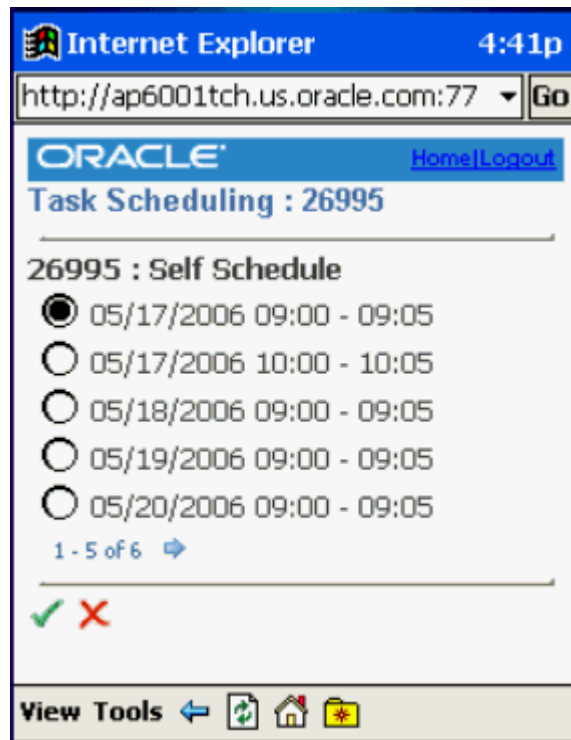 Internet Explorer 4:41p
http://ap6001tch.us.oracle.com:77 Go
ORACLE Home|Logout
Task Scheduling : 26995
26995 : Self Schedule
05/17/2006 09:00 - 09:05
05/17/2006 10:00 - 10:05
05/18/2006 09:00 - 09:05
05/19/2006 09:00 - 09:05
05/20/2006 09:00 - 09:05
1 - 5 of 6
View Tools